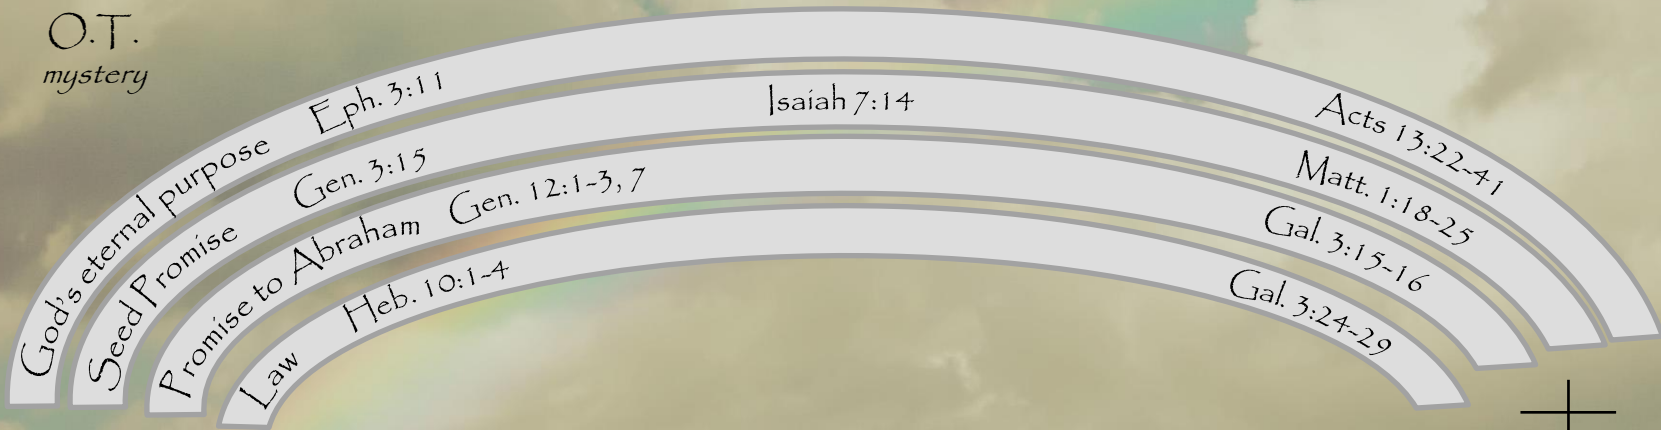 O.T.
mystery
God's eternal purpose Eph. 3:11 Acts 13:22-41
Seed Promise Gen. 3:15 Isaiah 7:14 Matt. 1:18-25
Promise to Abraham Gen. 12:1-3, 7 Gal. 3:15-16
Law Heb. 10:1-4 Gal. 3:24-29